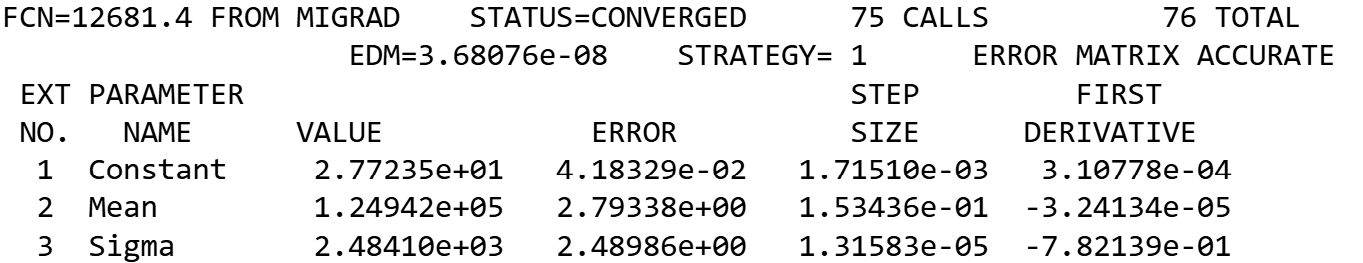 FCN=12681.4 FROM MIGRAD    STATUS=CONVERGED      75 CALLS          76 TOTAL
                    EDM=3.68076e-08    STRATEGY= 1      ERROR MATRIX ACCURATE
 EXT PARAMETER                                   STEP         FIRST
 NO.   NAME      VALUE            ERROR          SIZE      DERIVATIVE
  1  Constant     2.77235e+01   4.18329e-02   1.71510e-03   3.10778e-04
  2  Mean         1.24942e+05   2.79338e+00   1.53436e-01  -3.24134e-05
  3  Sigma        2.48410e+03   2.48986e+00   1.31583e-05  -7.82139e-01